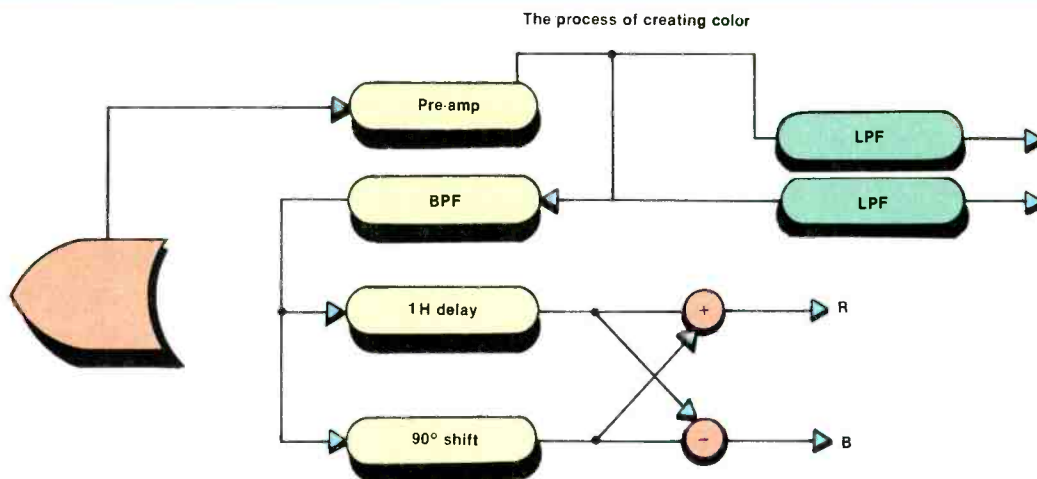 The process of creating color
Pre-amp
LPF
BPF
LPF
1H delay
+
R
90° shift
−
B